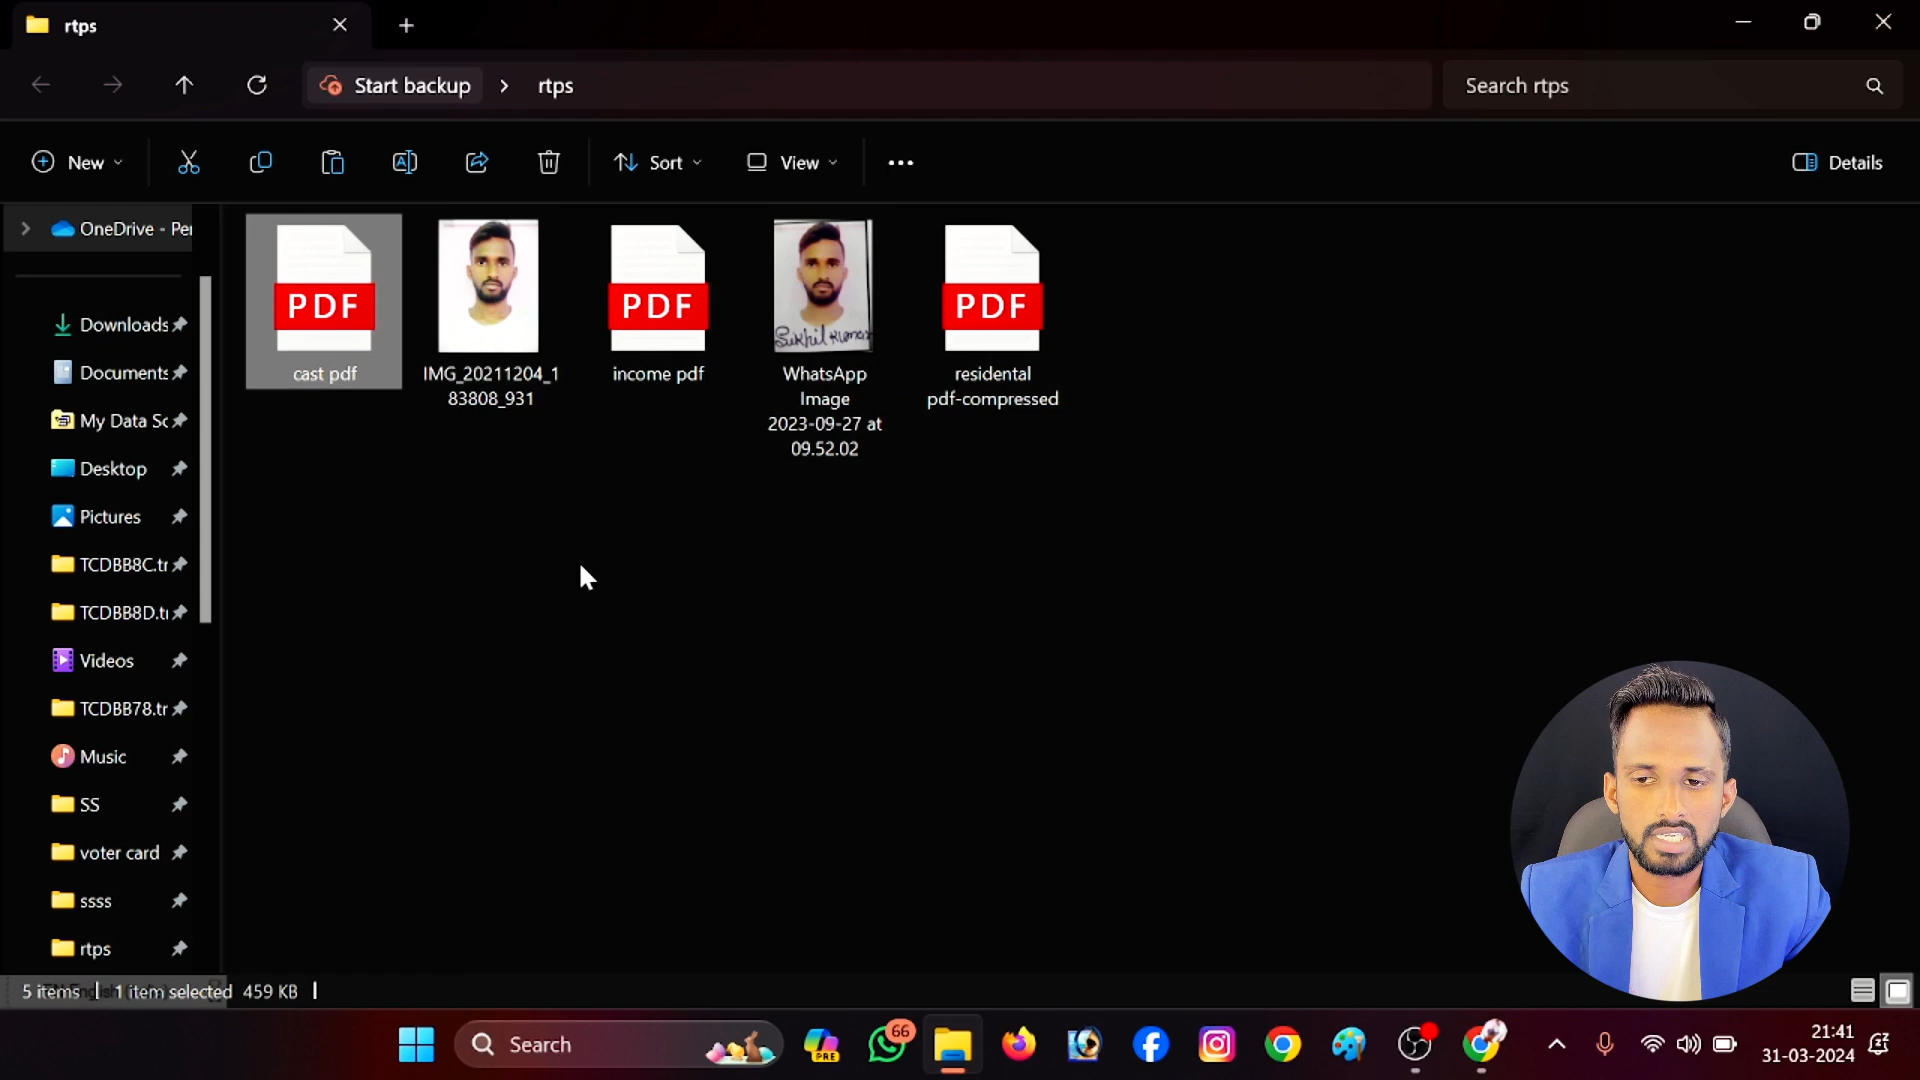 rtps
Start backup
rtps
Search rtps
New
Sort
View
Details
OneDrive - Per
Downloads
Documents
My Data Sc
Desktop
Pictures
TCDBB8C.tr
TCDBB8D.tr
Videos
TCDBB78.tr
Music
SS
voter card
ssss
rtps
PDF
cast pdf
IMG_20211204_1
83808_931
PDF
income pdf
Sukhil Kumar
WhatsApp
Image
2023-09-27 at
09.52.02
PDF
residental
pdf-compressed
5 items
1 item selected 459 KB
Search
PRE
66
21:41
31-03-2024